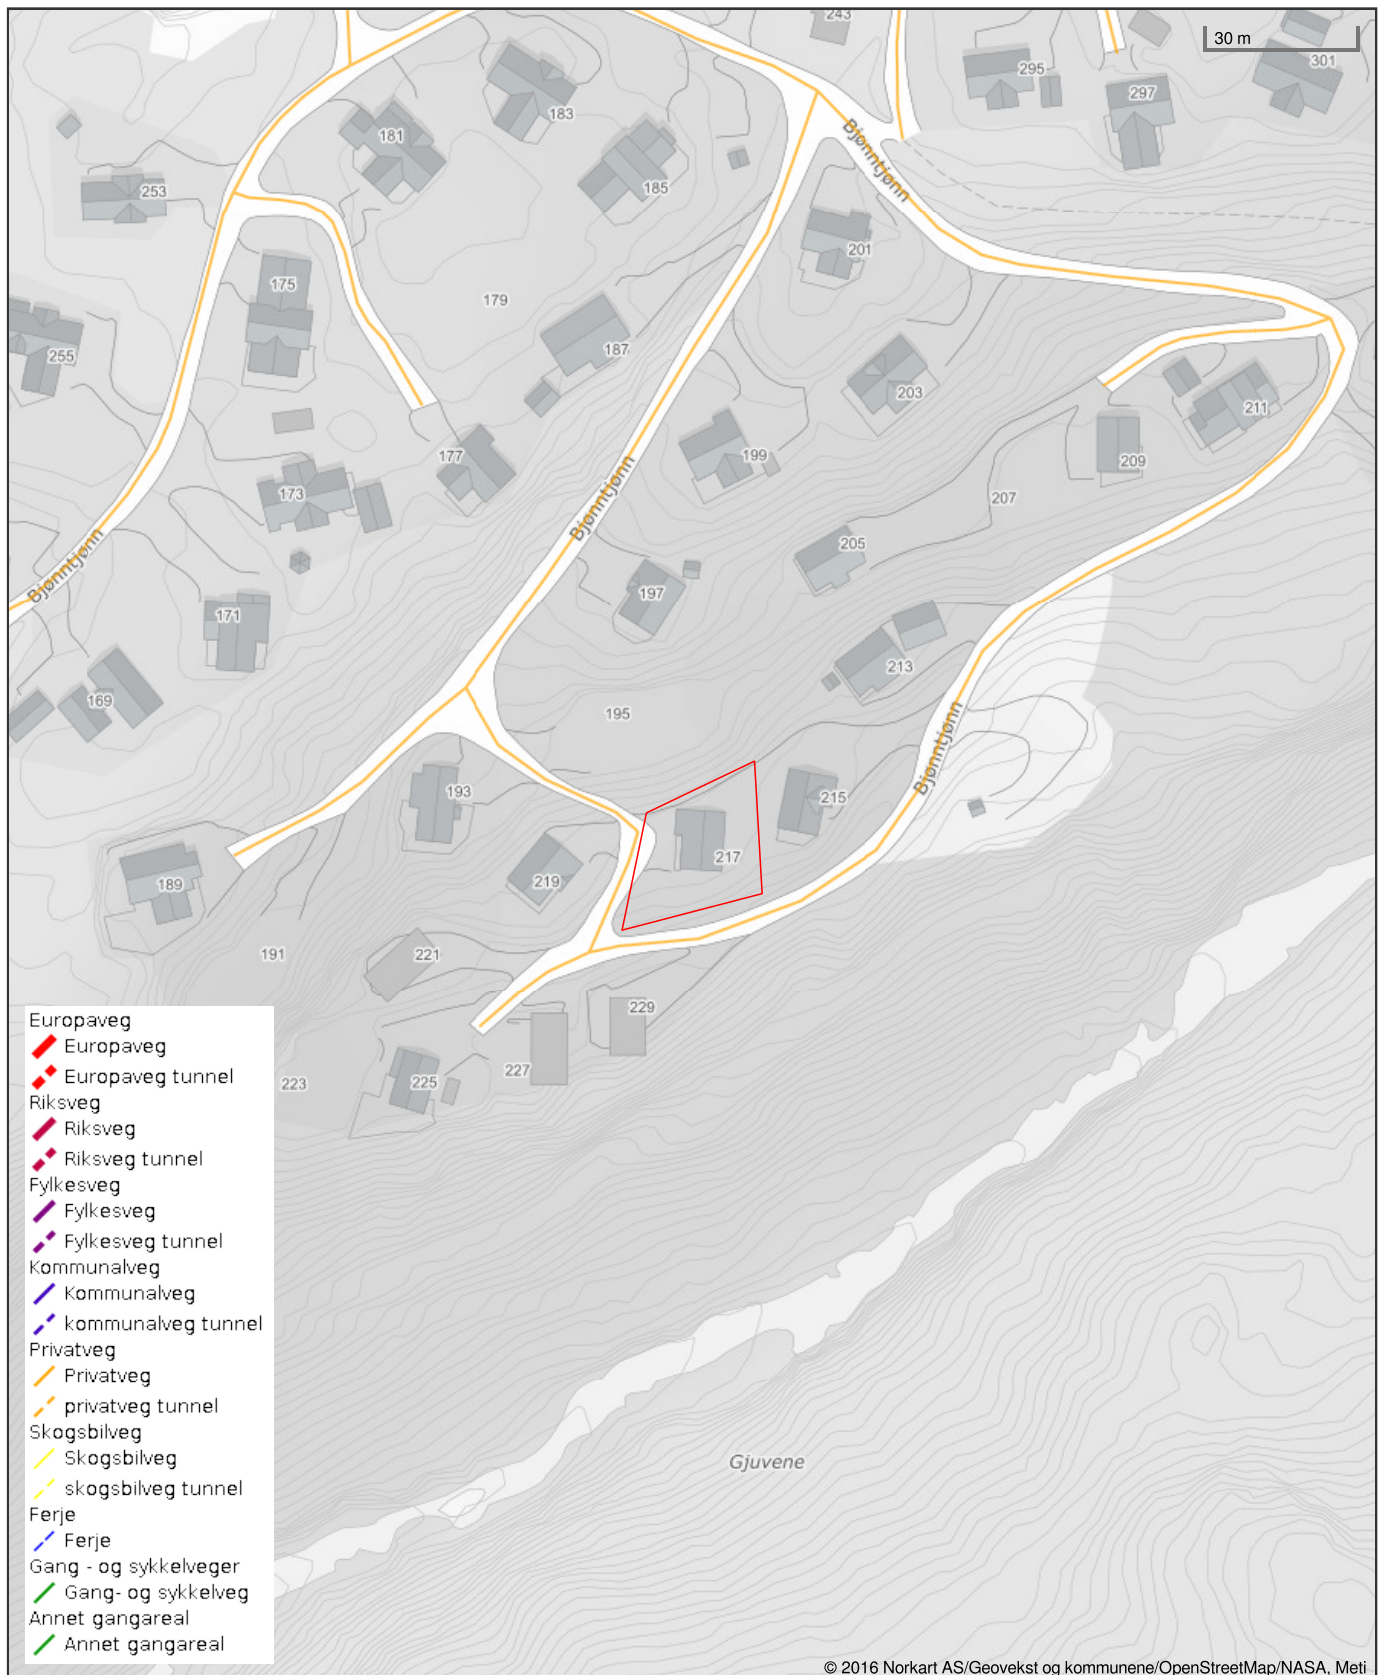 243
30 m
301
295
297
183
181
185
253
201
Bjønntjønn
175
179
187
255
203
211
199
177
209
173
207
Bjønntjønn
205
Bjønntjønn
197
171
213
169
195
Bjønntjønn
193
215
217
219
189
221
191
229
227
225
223
Europaveg
Europaveg
Europaveg tunnel
Riksveg
Riksveg
Riksveg tunnel
Fylkesveg
Fylkesveg
Fylkesveg tunnel
Kommunalveg
Kommunalveg
kommunalveg tunnel
Privatveg
Privatveg
privatveg tunnel
Skogsbilveg
Skogsbilveg
skogsbilveg tunnel
Ferje
Ferje
Gang - og sykkelveger
Gang- og sykkelveg
Annet gangareal
Annet gangareal
Gjuvene
© 2016 Norkart AS/Geovekst og kommunene/OpenStreetMap/NASA, Meti